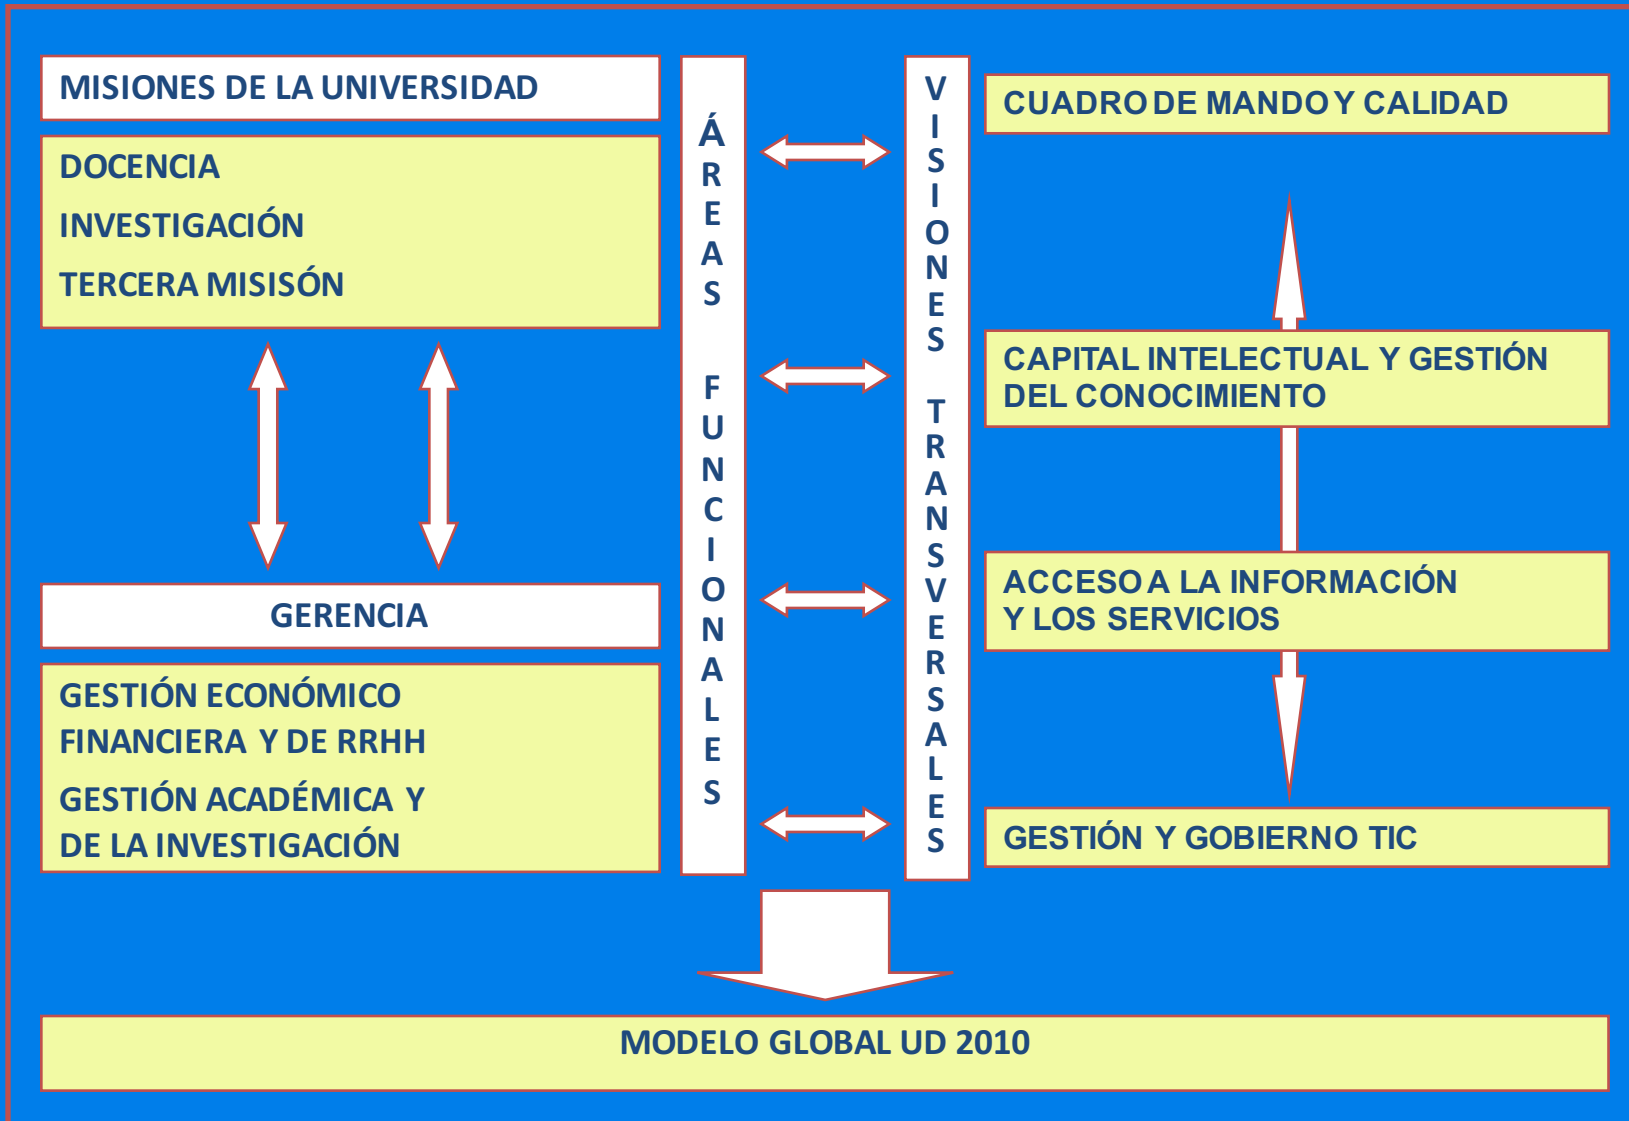 MISIONES DE LA UNIVERSIDAD
DOCENCIA
INVESTIGACIÓN
TERCERA MISISÓN
GERENCIA
GESTIÓN ECONÓMICO
FINANCIERA Y DE RRHH
GESTIÓN ACADÉMICA Y
DE LA INVESTIGACIÓN
ÁREAS FUNCIONALES
VISIONES TRANSVERSALES
CUADRO DE MANDO Y CALIDAD
CAPITAL INTELECTUAL Y GESTIÓN
DEL CONOCIMIENTO
ACCESO A LA INFORMACIÓN
Y LOS SERVICIOS
GESTIÓN Y GOBIERNO TIC
MODELO GLOBAL UD 2010